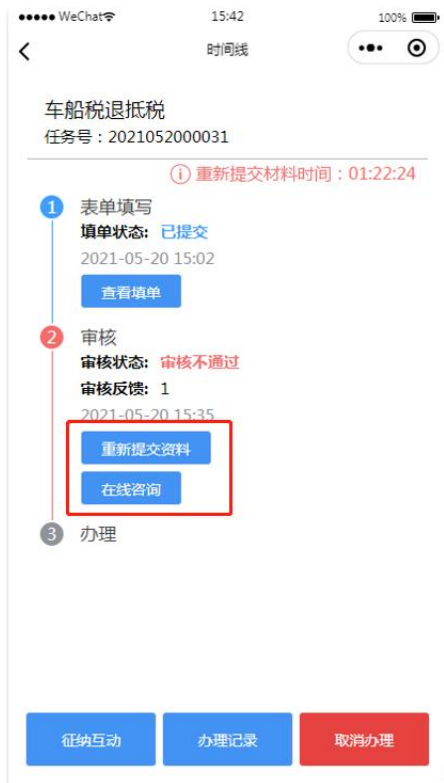 WeChat 15:42 100%
时间线
车船税退抵税
任务号：2021052000031
重新提交材料时间：01:22:24
1 表单填写
填单状态: 已提交
2021-05-20 15:02
查看填单
2 审核
审核状态: 审核不通过
审核反馈: 1
2021-05-20 15:35
重新提交资料
在线咨询
3 办理
征纳互动 办理记录 取消办理